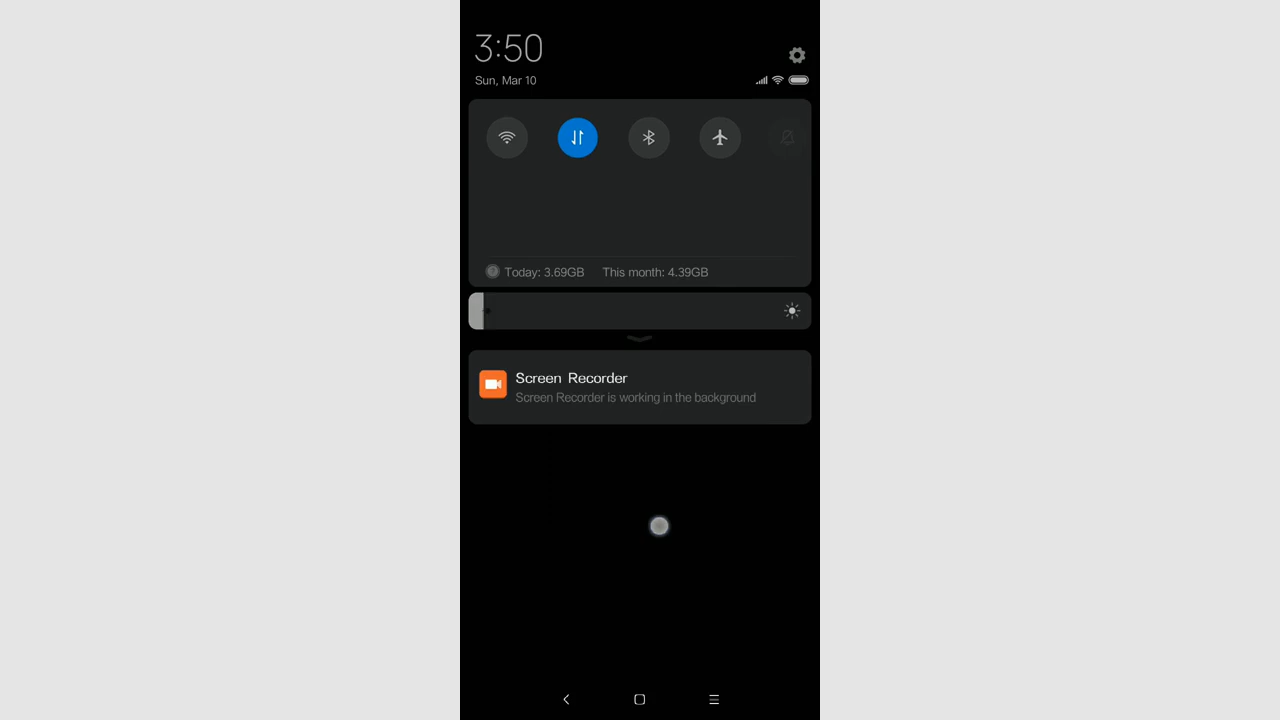 3:50
Sun, Mar 10
Today: 3.69GB This month: 4.39GB
Screen Recorder
Screen Recorder is working in the background